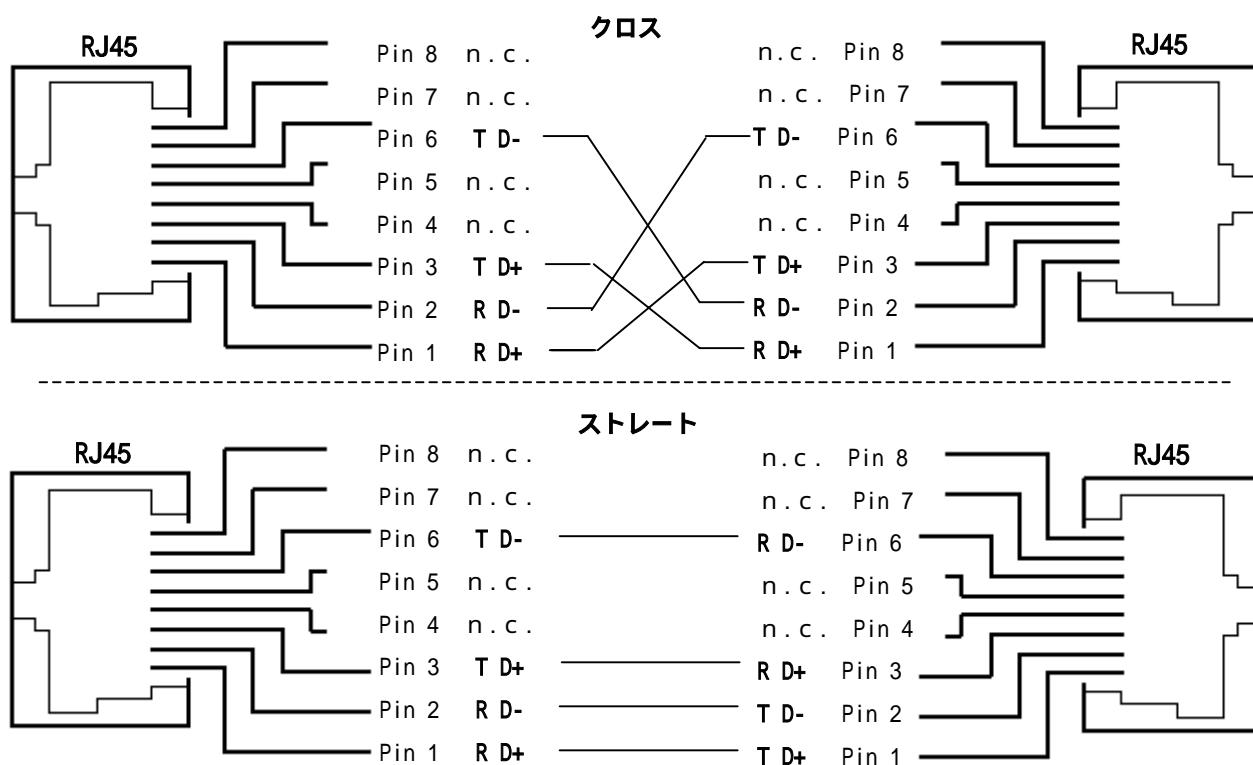 クロス
RJ45 RJ45
Pin 8 n.c. n.c. Pin 8
Pin 7 n.c. n.c. Pin 7
Pin 6 TD- TD- Pin 6
Pin 5 n.c. n.c. Pin 5
Pin 4 n.c. n.c. Pin 4
Pin 3 TD+ TD+ Pin 3
Pin 2 RD- RD- Pin 2
Pin 1 RD+ RD+ Pin 1
ストレート
RJ45 RJ45
Pin 8 n.c. n.c. Pin 8
Pin 7 n.c. n.c. Pin 7
Pin 6 TD- RD- Pin 6
Pin 5 n.c. n.c. Pin 5
Pin 4 n.c. n.c. Pin 4
Pin 3 TD+ RD+ Pin 3
Pin 2 RD- TD- Pin 2
Pin 1 RD+ TD+ Pin 1